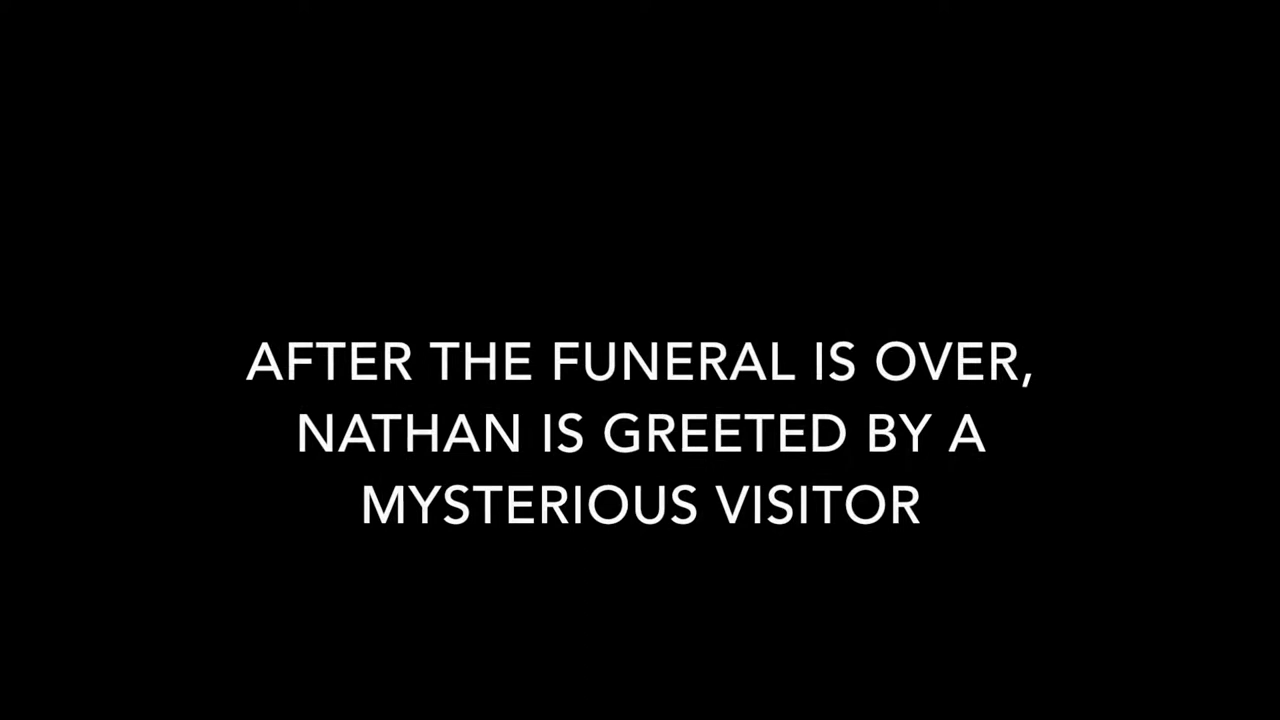 AFTER THE FUNERAL IS OVER,
NATHAN IS GREETED BY A
MYSTERIOUS VISITOR